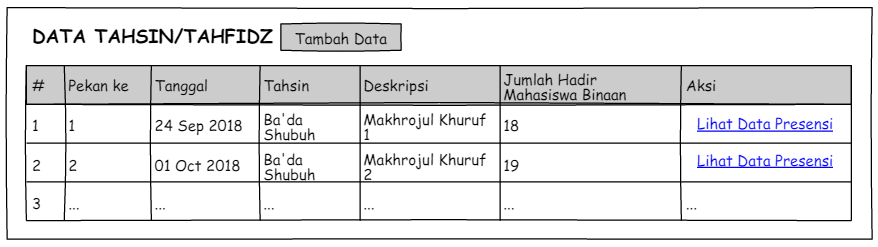 DATA TAHSIN/TAHFIDZ Tambah Data
# Pekan ke Tanggal Tahsin Deskripsi Jumlah Hadir Mahasiswa Binaan Aksi
1 1 24 Sep 2018 Ba'da Shubuh Makhrojul Khuruf 1 18 Lihat Data Presensi
2 2 01 Oct 2018 Ba'da Shubuh Makhrojul Khuruf 2 19 Lihat Data Presensi
3 ... ... ... ... ... ...